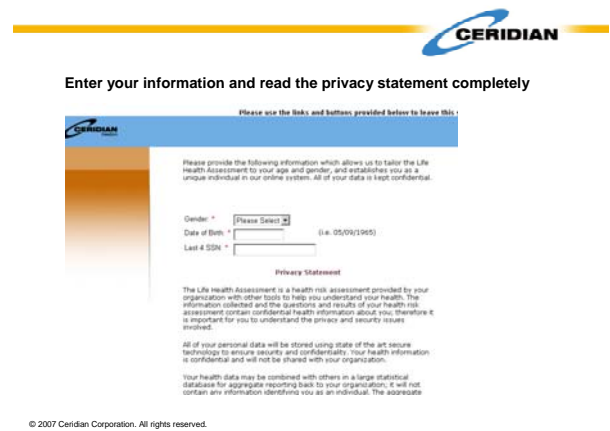 CERIDIAN
Enter your information and read the privacy statement completely
Please use the links and buttons provided below to leave this
CERIDIAN
Please provide the following information which allows us to tailor the Life
Health Assessment to your age and gender, and establishes you as a
unique individual in our online system. All of your data is kept confidential.
Gender: * Please Select
Date of Birth: * (i.e. 05/09/1965)
Last 4 SSN: *
Privacy Statement
The Life Health Assessment is a health risk assessment provided by your
organization with other tools to help you understand your health. The
information collected and the questions and results of your health risk
assessment contain confidential health information about you; therefore it
is important for you to understand the privacy and security issues
involved.
All of your personal data will be stored using state of the art secure
technology to ensure security and confidentiality. Your health information
is confidential and will not be shared with your organization.
Your health data may be combined with others in a large statistical
database for aggregate reporting back to your organization; it will not
contain any information identifying you as an individual. The aggregate
© 2007 Ceridian Corporation. All rights reserved.